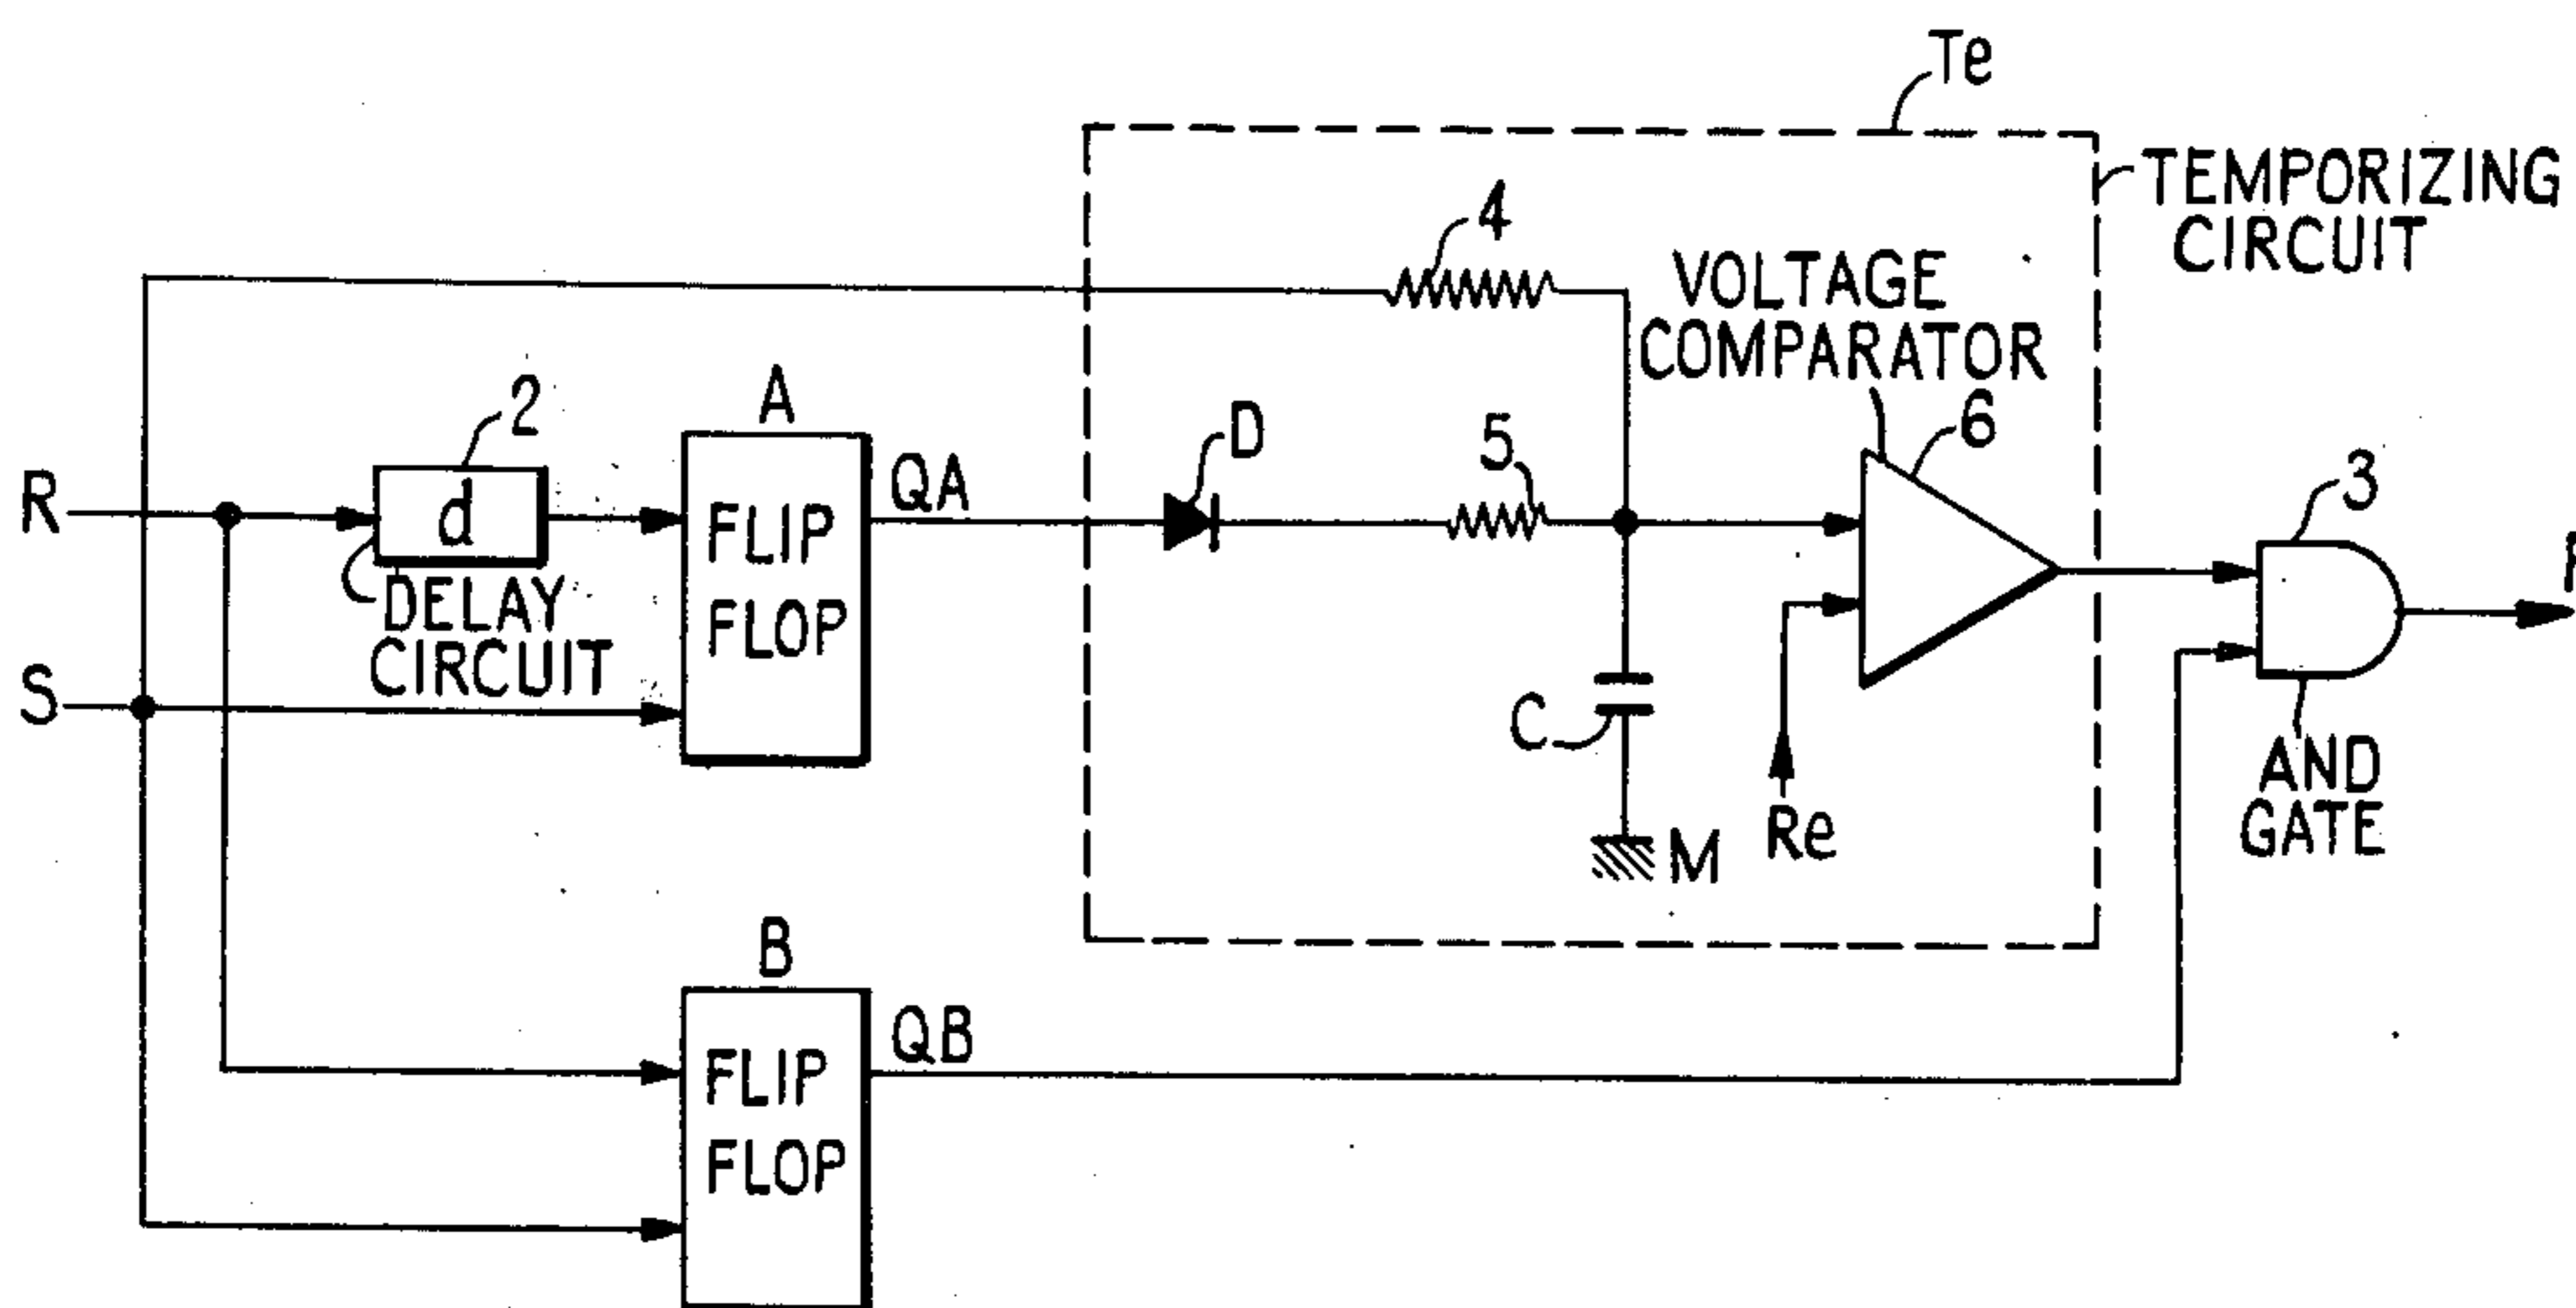 Te
TEMPORIZING
CIRCUIT
4
VOLTAGE
COMPARATOR
6
2
A
D
5
3
R
d
QA
FLIP
FLOP
DELAY
CIRCUIT
S
C
Re
M
AND
GATE
B
QB
FLIP
FLOP